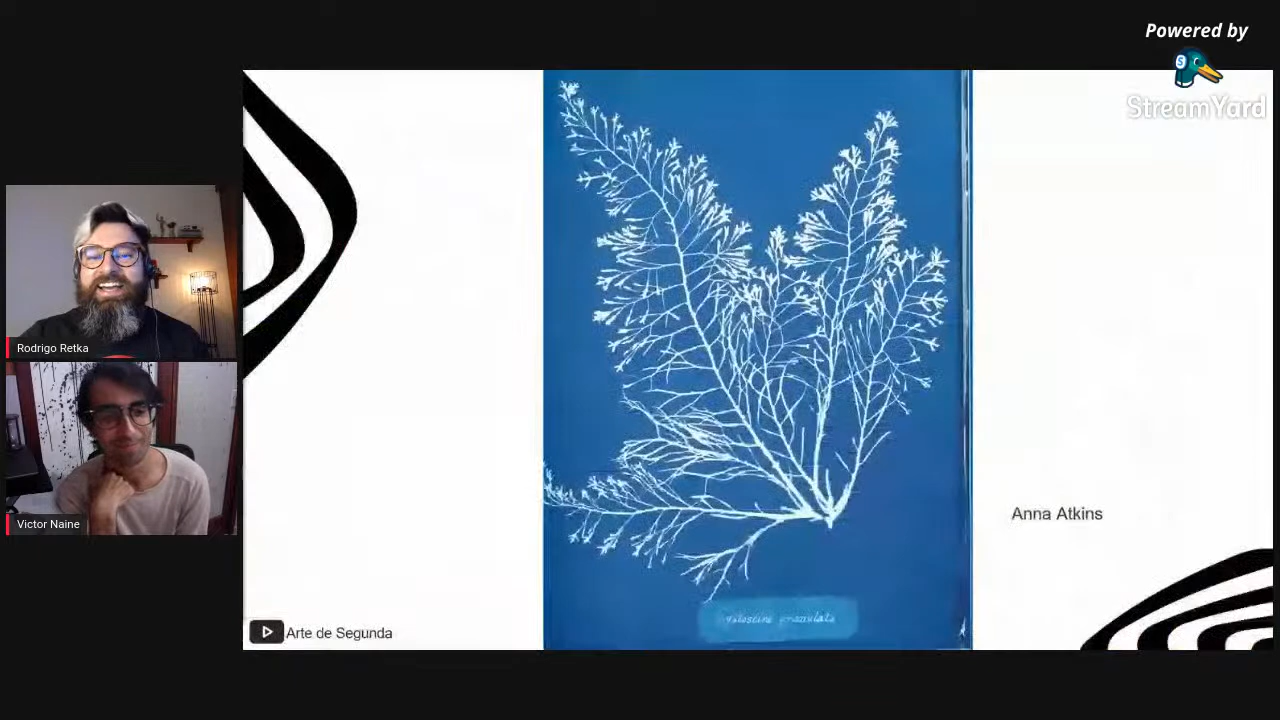 Powered by
StreamYard
Rodrigo Retka
Victor Naine
Anna Atkins
Arte de Segunda